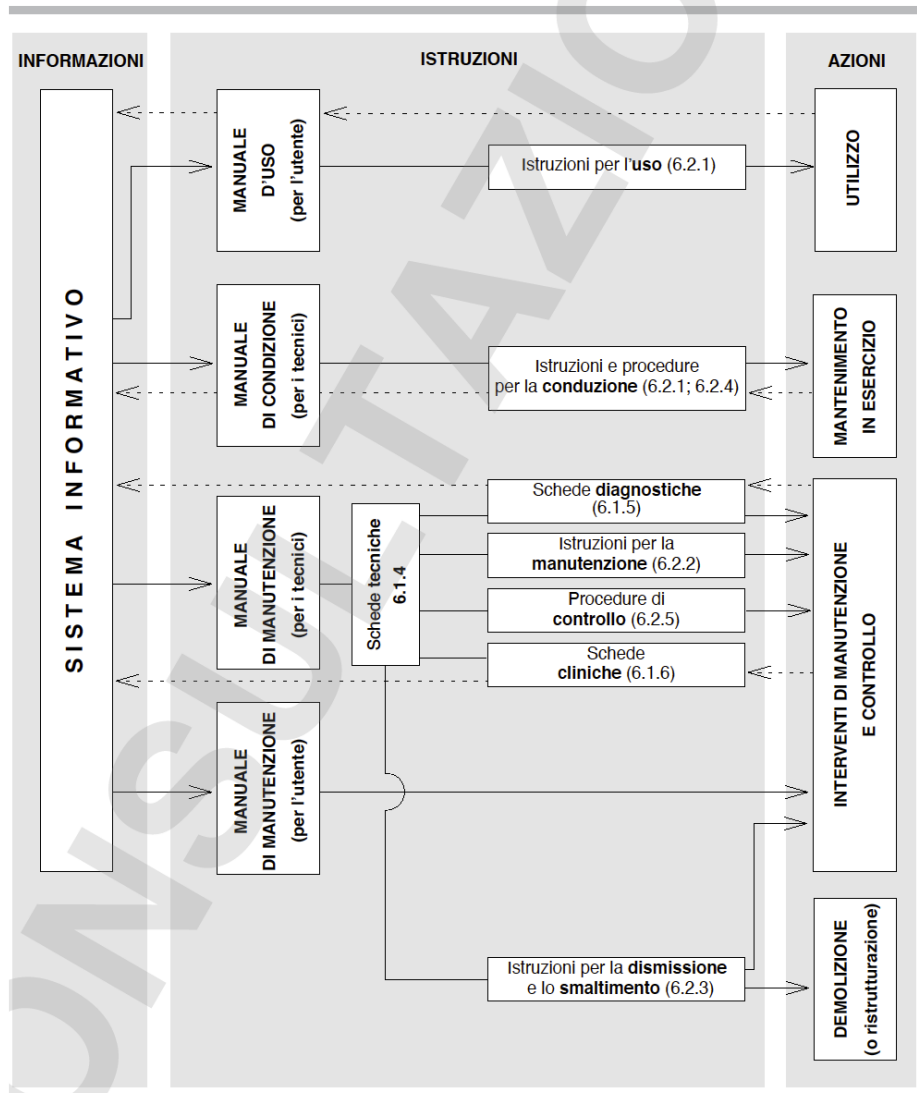 INFORMAZIONI
ISTRUZIONI
AZIONI
SISTEMA INFORMATIVO
MANUALE
D'USO
(per l'utente)
Istruzioni per l'uso (6.2.1)
UTILIZZO
MANUALE
DI CONDIZIONE
(per i tecnici)
Istruzioni e procedure
per la conduzione (6.2.1; 6.2.4)
MANTENIMENTO
IN ESERCIZIO
MANUALE
DI MANUTENZIONE
(per i tecnici)
Schede tecniche
6.1.4
Schede diagnostiche
(6.1.5)
Istruzioni per la
manutenzione (6.2.2)
Procedure di
controllo (6.2.5)
Schede
cliniche (6.1.6)
INTERVENTI DI MANUTENZIONE
E CONTROLLO
MANUALE
DI MANUTENZIONE
(per l'utente)
Istruzioni per la dismissione
e lo smaltimento (6.2.3)
DEMOLIZIONE
(o ristrutturazione)
ONSULTAZIO